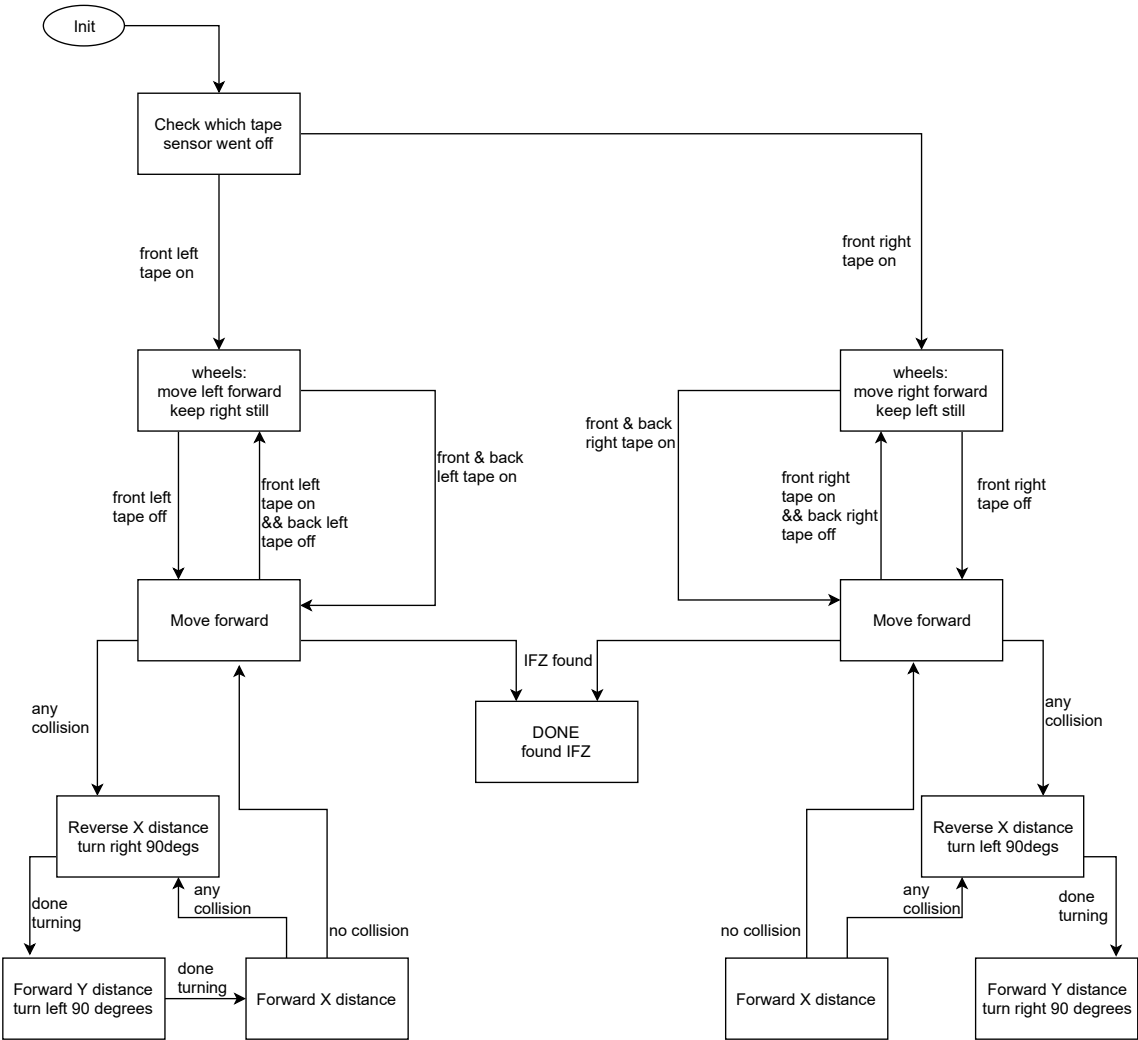 Init
Check which tape
sensor went off
front left
tape on
front right
tape on
wheels:
move left forward
keep right still
wheels:
move right forward
keep left still
front & back
left tape on
front & back
right tape on
front left
tape off
front left
tape on
&& back left
tape off
front right
tape on
&& back right
tape off
front right
tape off
Move forward
Move forward
IFZ found
any
collision
DONE
found IFZ
any
collision
Reverse X distance
turn right 90degs
Reverse X distance
turn left 90degs
done
turning
any
collision
no collision
no collision
any
collision
done
turning
Forward Y distance
turn left 90 degrees
done
turning
Forward X distance
Forward X distance
Forward Y distance
turn right 90 degrees